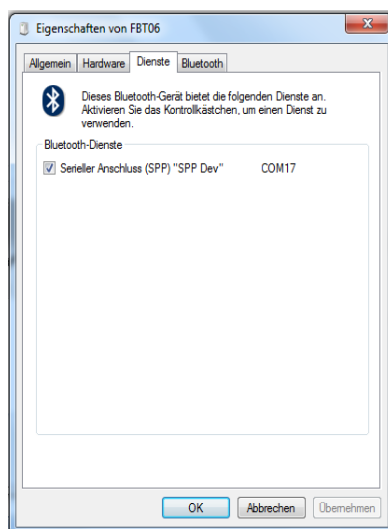 Eigenschaften von FBT06
Allgemein Hardware Dienste Bluetooth
Dieses Bluetooth-Gerät bietet die folgenden Dienste an.
Aktivieren Sie das Kontrollkästchen, um einen Dienst zu
verwenden.
Bluetooth-Dienste
Serieller Anschluss (SPP) "SPP Dev" COM17
OK Abbrechen Übernehmen